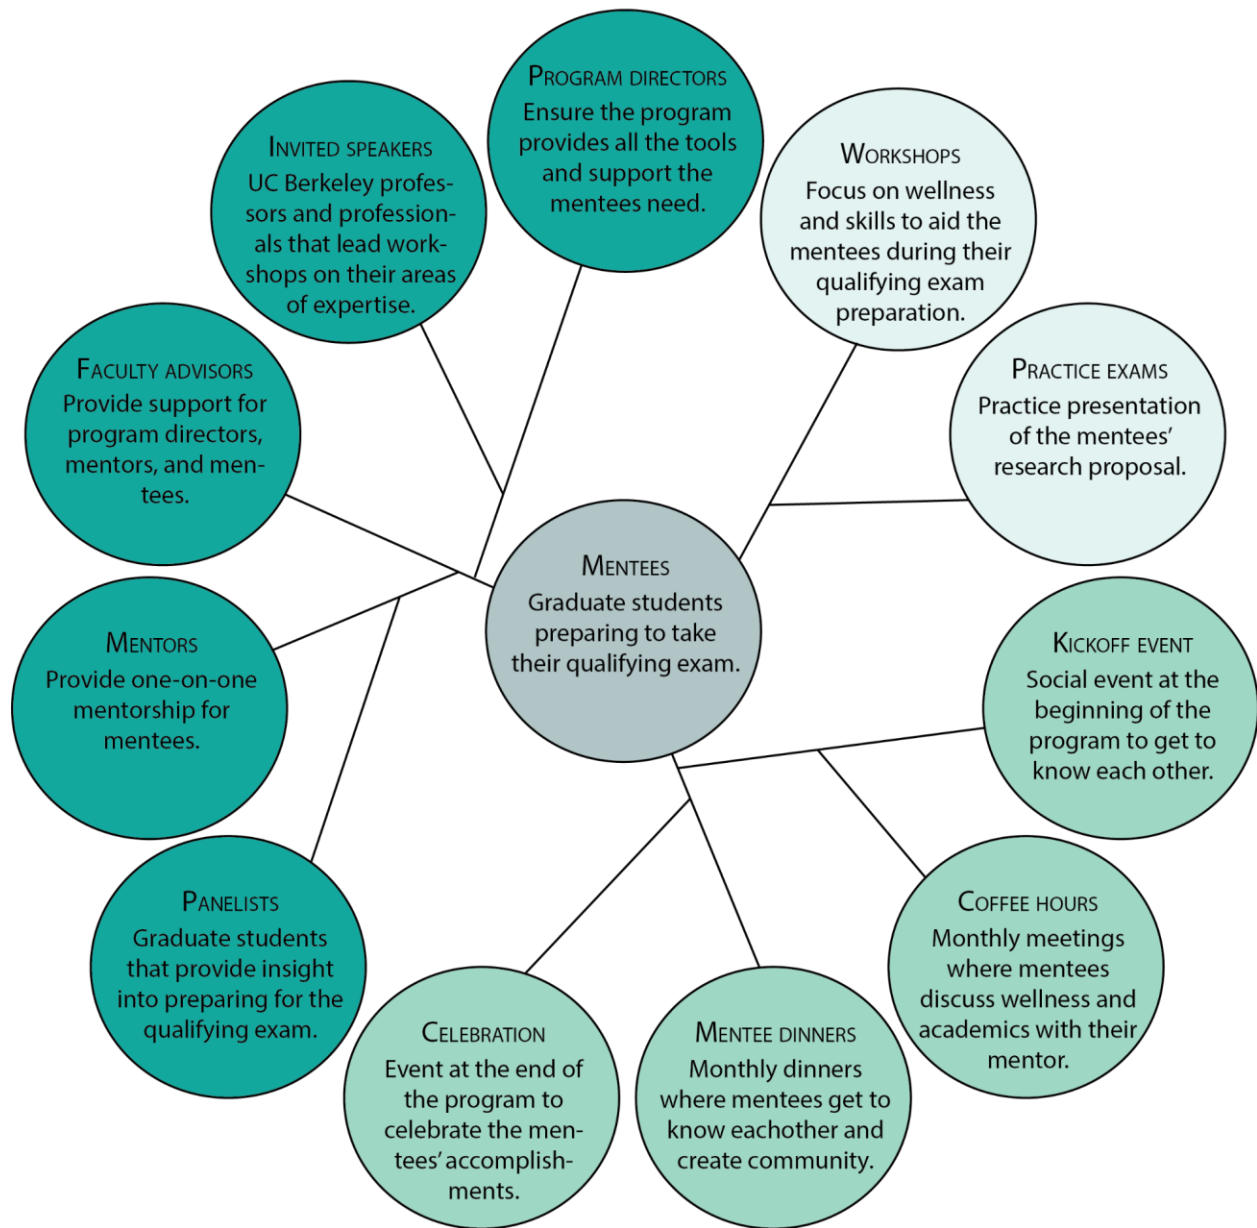 PROGRAM DIRECTORS
Ensure the program
provides all the tools
and support the
mentees need.
INVITED SPEAKERS
UC Berkeley profes-
sors and profession-
als that lead work-
shops on their areas
of expertise.
WORKSHOPS
Focus on wellness
and skills to aid the
mentees during their
qualifying exam
preparation.
FACULTY ADVISORS
Provide support for
program directors,
mentors, and men-
tees.
PRACTICE EXAMS
Practice presentation
of the mentees’
research proposal.
MENTEES
Graduate students
preparing to take
their qualifying exam.
MENTORS
Provide one-on-one
mentorship for
mentees.
KICKOFF EVENT
Social event at the
beginning of the
program to get to
know each other.
PANELISTS
Graduate students
that provide insight
into preparing for the
qualifying exam.
COFFEE HOURS
Monthly meetings
where mentees
discuss wellness and
academics with their
mentor.
CELEBRATION
Event at the end of
the program to
celebrate the men-
tees’ accomplish-
ments.
MENTEE DINNERS
Monthly dinners
where mentees get to
know eachother and
create community.